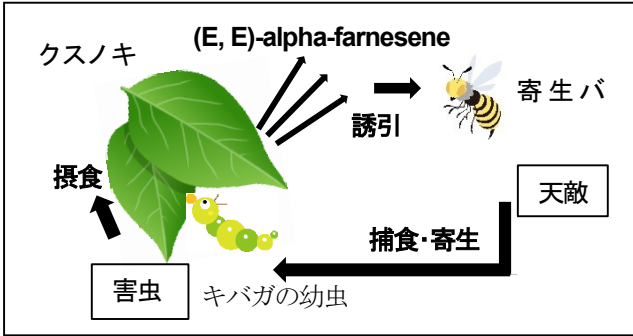 (E, E)-alpha-farnesene
クスノキ
寄生バ
誘引
摂食
天敵
捕食・寄生
害虫
キバガの幼虫